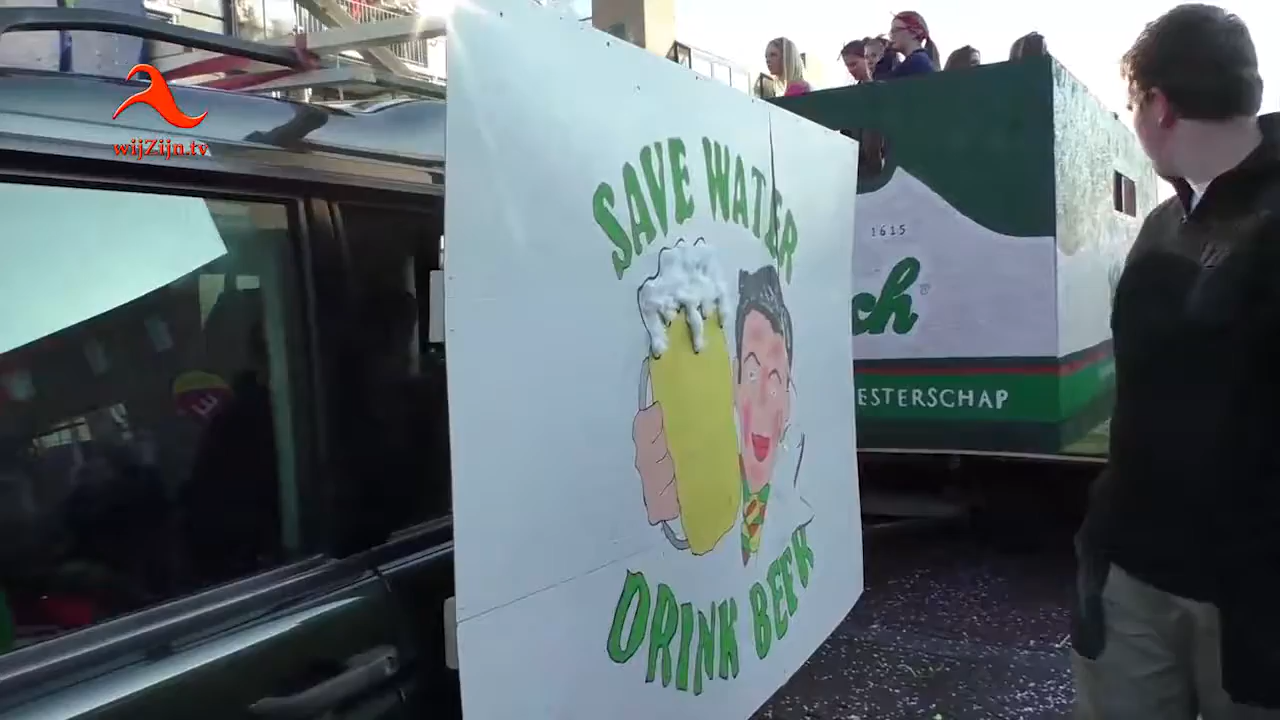 wijZijn.tv
SAVE WATER
DRINK BEER
1615
ch®
ESTERSCHAP